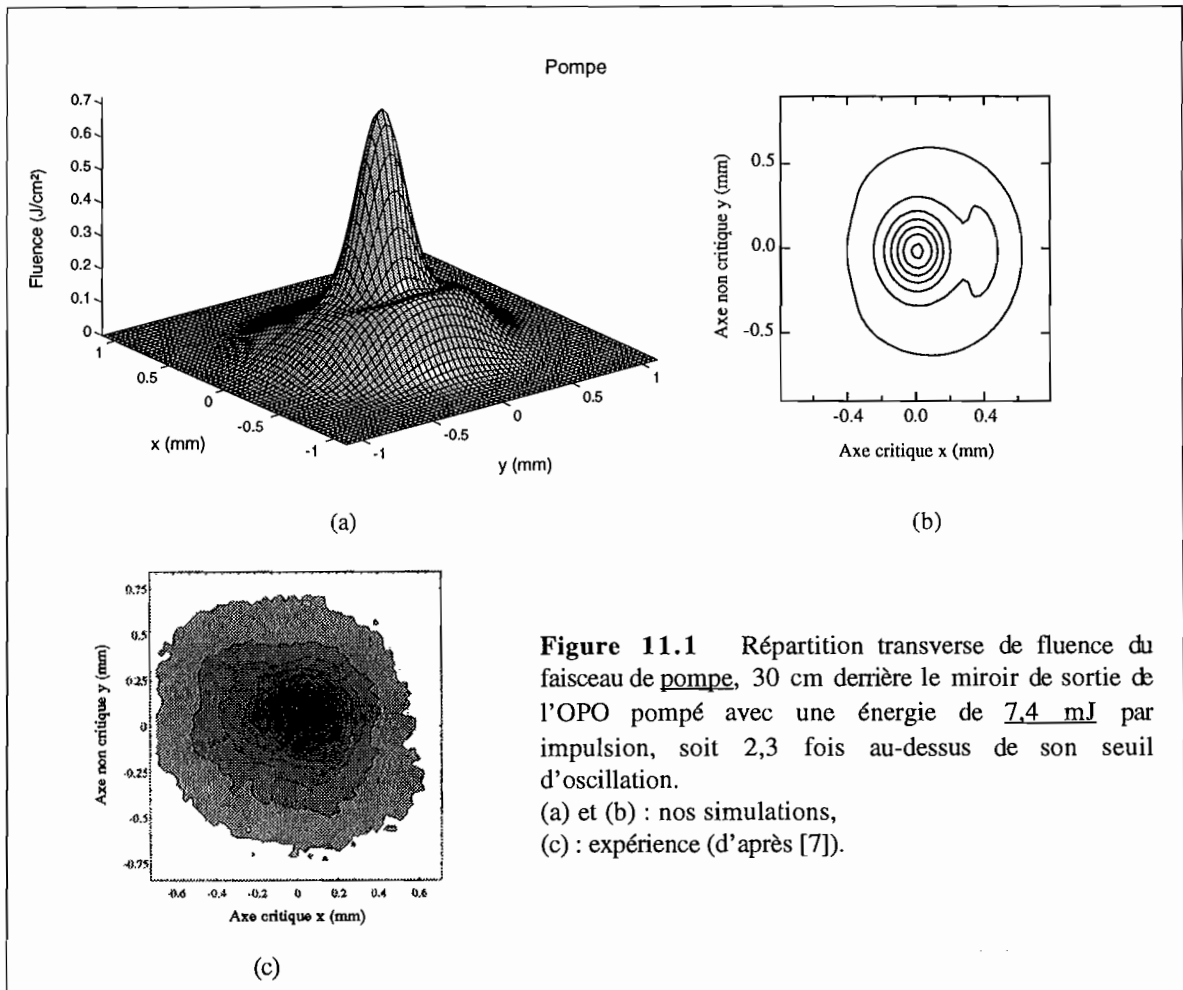 Pompe
Fluence (J/cm²)
0.7
0.6
0.5
0.4
0.3
0.2
0.1
0
1
0.5
0
-0.5
-1
x (mm)
-1
-0.5
0
0.5
1
y (mm)
(a)
Axe non critique y (mm)
0.5
0.0
-0.5
-0.4
0.0
0.4
Axe critique x (mm)
(b)
Axe non critique y (mm)
0.75
0.5
0.25
0
-0.25
-0.5
-0.75
-0.6
-0.4
-0.2
0
0.2
0.4
0.6
Axe critique x (mm)
(c)
Figure 11.1 Répartition transverse de fluence du
faisceau de pompe, 30 cm derrière le miroir de sortie de
l'OPO pompé avec une énergie de 7,4 mJ par
impulsion, soit 2,3 fois au-dessus de son seuil
d'oscillation.
(a) et (b) : nos simulations,
(c) : expérience (d'après [7]).